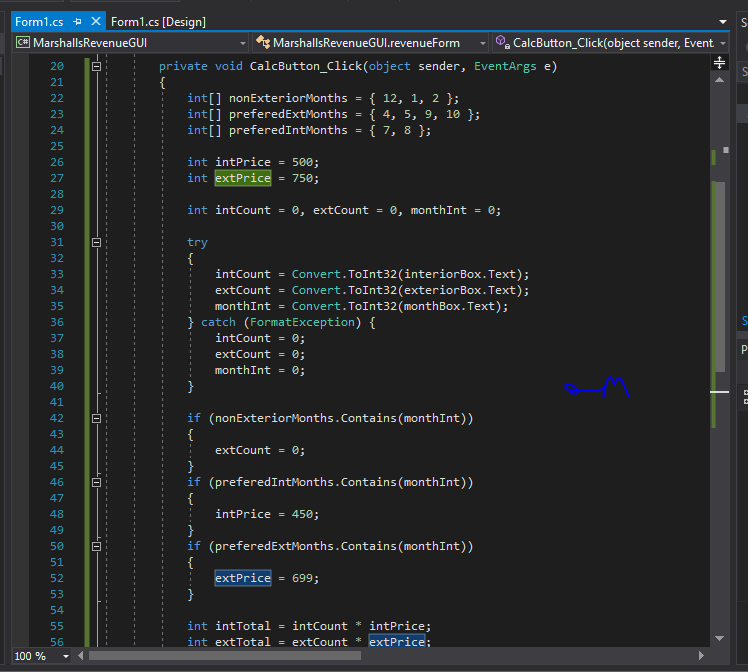 Form1.cs
Form1.cs [Design]
C# MarshallsRevenueGUI
MarshallsRevenueGUI.revenueForm
CalcButton_Click(object sender, Event
20 private void CalcButton_Click(object sender, EventArgs e)
21 {
22 int[] nonExteriorMonths = { 12, 1, 2 };
23 int[] preferedExtMonths = { 4, 5, 9, 10 };
24 int[] preferedIntMonths = { 7, 8 };
25
26 int intPrice = 500;
27 int extPrice = 750;
28
29 int intCount = 0, extCount = 0, monthInt = 0;
30
31 try
32 {
33 intCount = Convert.ToInt32(interiorBox.Text);
34 extCount = Convert.ToInt32(exteriorBox.Text);
35 monthInt = Convert.ToInt32(monthBox.Text);
36 } catch (FormatException) {
37 intCount = 0;
38 extCount = 0;
39 monthInt = 0;
40 }
41
42 if (nonExteriorMonths.Contains(monthInt))
43 {
44 extCount = 0;
45 }
46 if (preferedIntMonths.Contains(monthInt))
47 {
48 intPrice = 450;
49 }
50 if (preferedExtMonths.Contains(monthInt))
51 {
52 extPrice = 699;
53 }
54
55 int intTotal = intCount * intPrice;
56 int extTotal = extCount * extPrice;
100 %